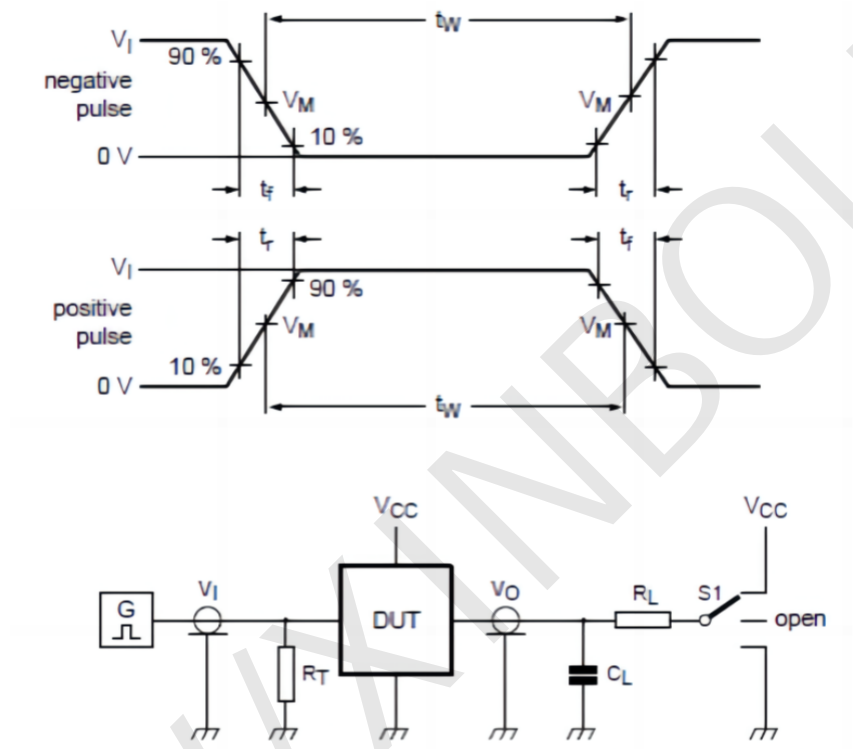 tW
VI
90 %
negative
pulse
VM
VM
10 %
0 V
tf
tr
tr
tf
VI
90 %
positive
pulse
VM
VM
10 %
0 V
tW
VCC
VCC
VI
VO
RL
S1
G
DUT
open
RT
CL
XINBO